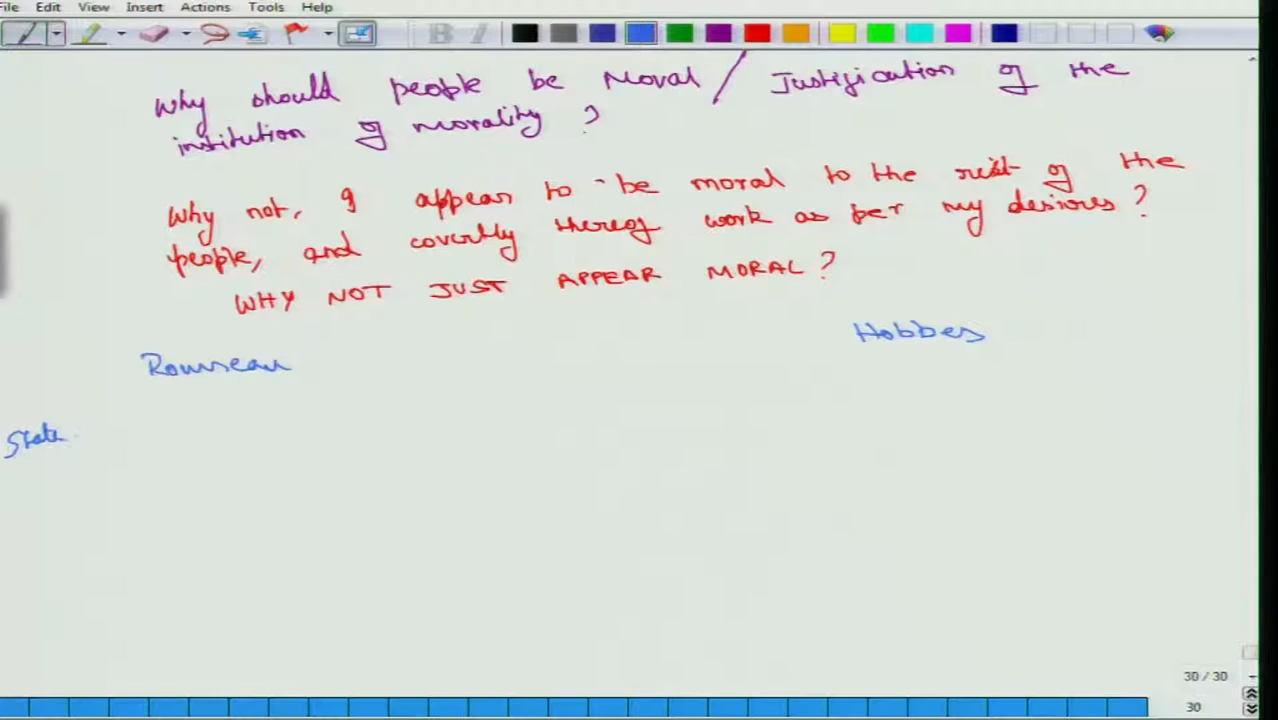 File Edit View Insert Actions Tools Help
Why should people be Moral / Justification of the
institution of morality ?
Why not, I appear to be moral to the rest of the
people, and covertly thereof work as per my desires ?
WHY NOT JUST APPEAR MORAL ?
Hobbes
Rousseau
State
30 / 30
30